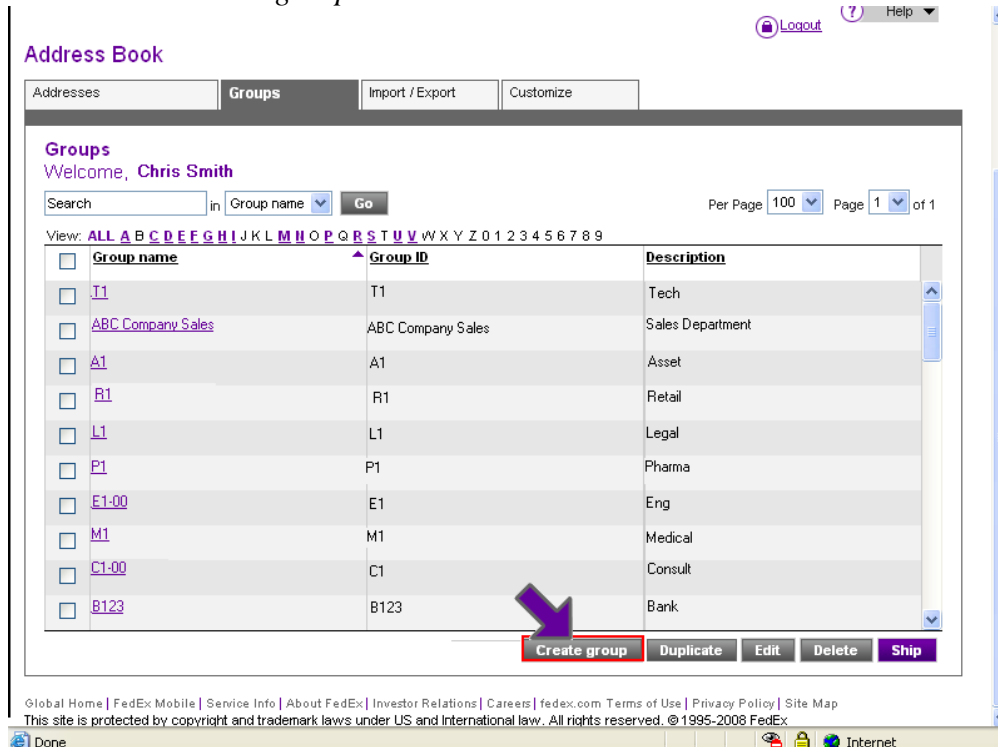 Help
Logout
Address Book
Addresses Groups Import / Export Customize
Groups
Welcome, Chris Smith
Search in Group name Go Per Page 100 Page 1 of 1
View: ALL A B C D E F G H I J K L M N O P Q R S T U V W X Y Z 0 1 2 3 4 5 6 7 8 9
Group name Group ID Description
T1 T1 Tech
ABC Company Sales ABC Company Sales Sales Department
A1 A1 Asset
R1 R1 Retail
L1 L1 Legal
P1 P1 Pharma
E1-00 E1 Eng
M1 M1 Medical
C1-00 C1 Consult
B123 B123 Bank
Create group Duplicate Edit Delete Ship
Global Home | FedEx Mobile | Service Info | About FedEx | Investor Relations | Careers | fedex.com Terms of Use | Privacy Policy | Site Map
This site is protected by copyright and trademark laws under US and International law. All rights reserved. © 1995-2008 FedEx
Done Internet